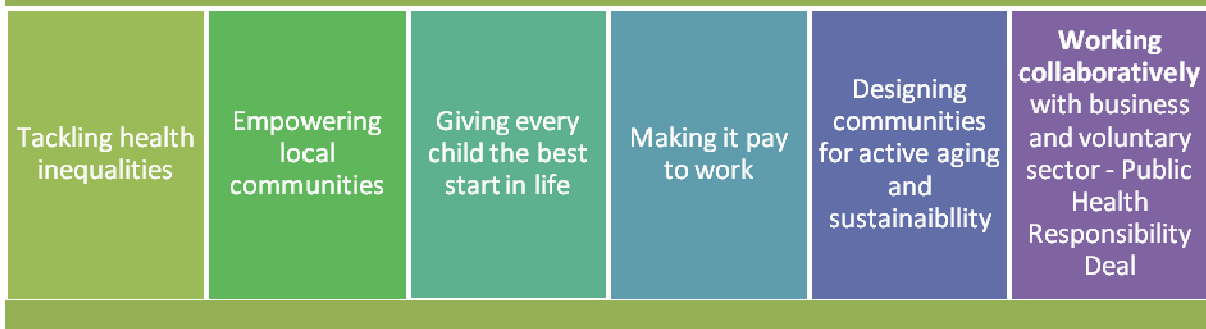 Tackling health
inequalities
Empowering
local
communities
Giving every
child the best
start in life
Making it pay
to work
Designing
communities
for active aging
and
sustainaibllity
Working
collaboratively
with business
and voluntary
sector - Public
Health
Responsibility
Deal